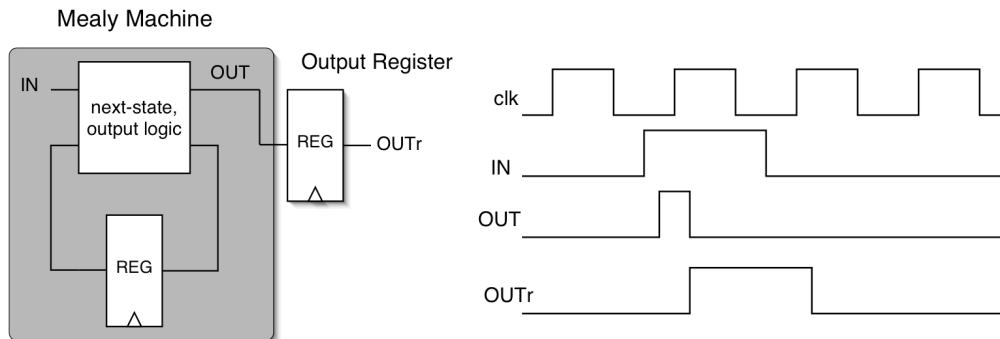 Mealy Machine
IN
OUT
next-state,
output logic
REG
Output Register
REG
OUTr
clk
IN
OUT
OUTr